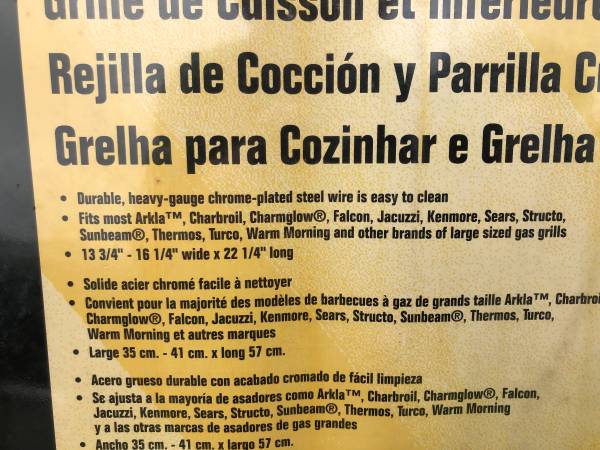 Grille de Cuisson et Intérieure
Rejilla de Cocción y Parrilla
Grelha para Cozinhar e Grelha
• Durable, heavy-gauge chrome-plated steel wire is easy to clean
• Fits most Arkla™, Charbroil, Charmglow®, Falcon, Jacuzzi, Kenmore, Sears, Structo,
Sunbeam®, Thermos, Turco, Warm Morning and other brands of large sized gas grills
• 13 3/4" - 16 1/4" wide x 22 1/4" long
• Solide acier chromé facile à nettoyer
• Convient pour la majorité des modèles de barbecues à gaz de grands taille Arkla™, Charbroi
Charmglow®, Falcon, Jacuzzi, Kenmore, Sears, Structo, Sunbeam®, Thermos, Turco,
Warm Morning et autres marques
• Large 35 cm. - 41 cm. x long 57 cm.
• Acero grueso durable con acabado cromado de fácil limpieza
• Se ajusta a la mayoría de asadores como Arkla™, Charbroil, Charmglow®, Falcon,
Jacuzzi, Kenmore, Sears, Structo, Sunbeam®, Thermos, Turco, Warm Morning
y a las otras marcas de asadores de gas grandes
• Ancho 35 cm. - 41 cm. x largo 57 cm.